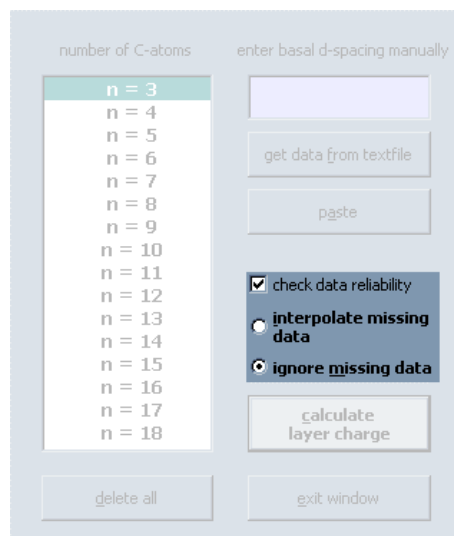 number of C-atoms
n = 3
n = 4
n = 5
n = 6
n = 7
n = 8
n = 9
n = 10
n = 11
n = 12
n = 13
n = 14
n = 15
n = 16
n = 17
n = 18
delete all
enter basal d-spacing manually
get data from textfile
paste
check data reliability
interpolate missing
data
ignore missing data
calculate
layer charge
exit window